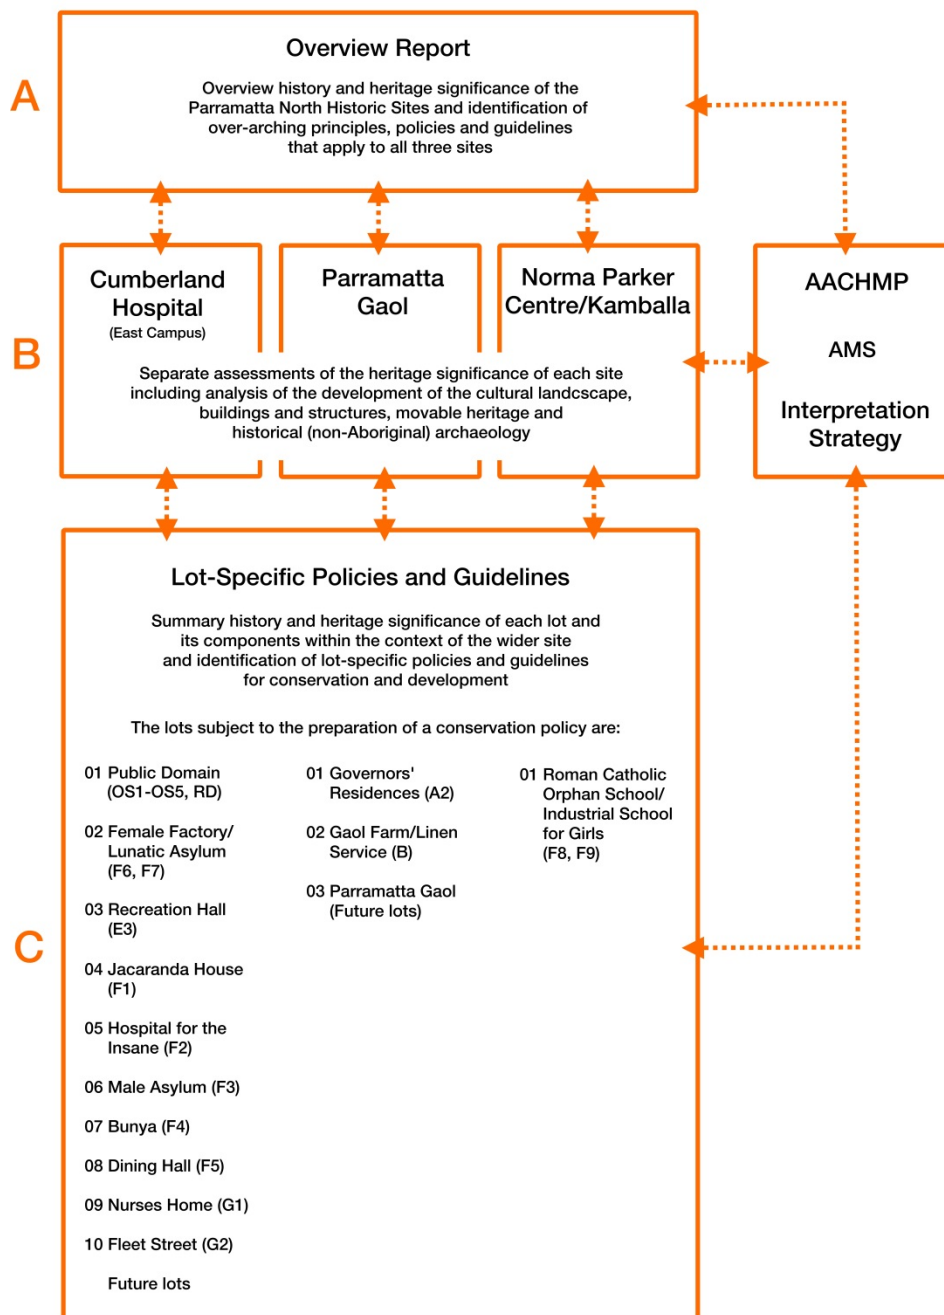 A
Overview Report
Overview history and heritage significance of the
Parramatta North Historic Sites and identification of
over-arching principles, policies and guidelines
that apply to all three sites
B
Cumberland
Hospital
(East Campus)
Parramatta
Gaol
Norma Parker
Centre/Kamballa
Separate assessments of the heritage significance of each site
including analysis of the development of the cultural landcscape,
buildings and structures, movable heritage and
historical (non-Aboriginal) archaeology
AACHMP
AMS
Interpretation
Strategy
C
Lot-Specific Policies and Guidelines
Summary history and heritage significance of each lot and
its components within the context of the wider site
and identification of lot-specific policies and guidelines
for conservation and development
The lots subject to the preparation of a conservation policy are:
01 Public Domain
(OS1-OS5, RD)
02 Female Factory/
Lunatic Asylum
(F6, F7)
03 Recreation Hall
(E3)
04 Jacaranda House
(F1)
05 Hospital for the
Insane (F2)
06 Male Asylum (F3)
07 Bunya (F4)
08 Dining Hall (F5)
09 Nurses Home (G1)
10 Fleet Street (G2)
Future lots
01 Governors'
Residences (A2)
02 Gaol Farm/Linen
Service (B)
03 Parramatta Gaol
(Future lots)
01 Roman Catholic
Orphan School/
Industrial School
for Girls
(F8, F9)